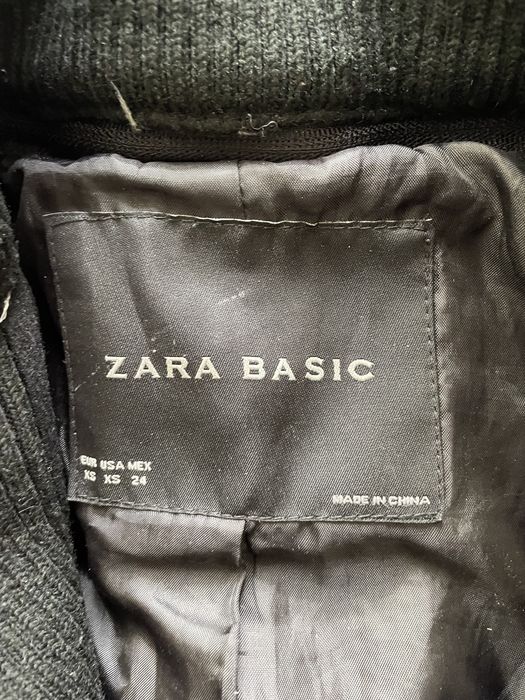 ZARA BASIC
EUR USA MEX
XS XS 24
MADE IN CHINA